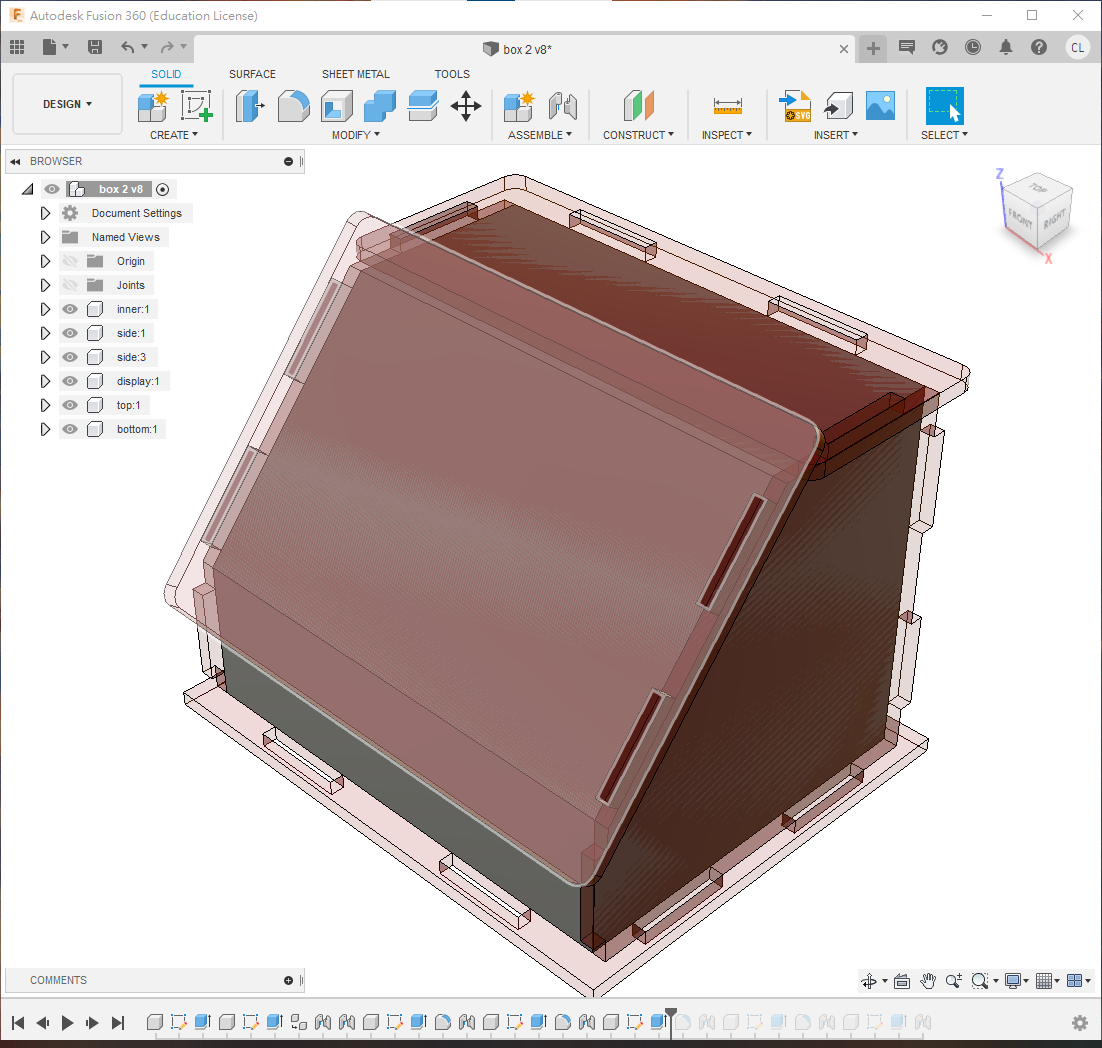 Autodesk Fusion 360 (Education License)
box 2 v8*
CL
SOLID SURFACE SHEET METAL TOOLS
DESIGN
CREATE MODIFY ASSEMBLE CONSTRUCT INSPECT INSERT SELECT
SVG
BROWSER
box 2 v8
Document Settings
Named Views
Origin
Joints
inner:1
side:1
side:3
display:1
top:1
bottom:1
Z
TOP
FRONT RIGHT
X
COMMENTS